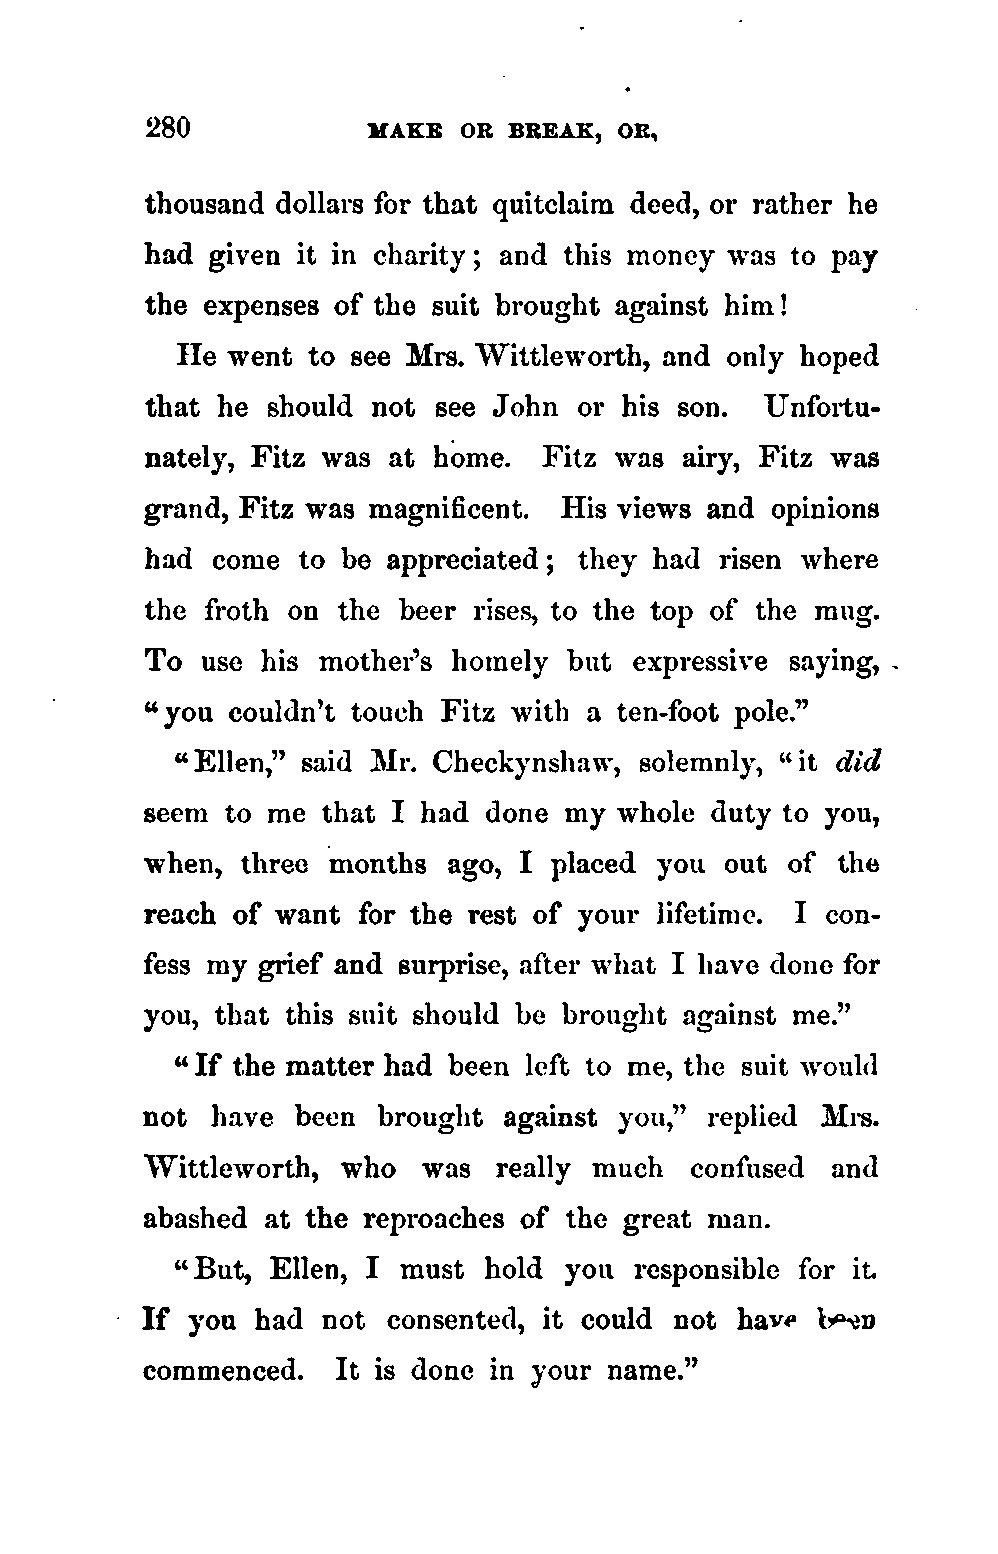 280 MAKE OR BREAK, OR,
thousand dollars for that quitclaim deed, or rather he
had given it in charity; and this money was to pay
the expenses of the suit brought against him!
He went to see Mrs. Wittleworth, and only hoped
that he should not see John or his son. Unfortu-
nately, Fitz was at home. Fitz was airy, Fitz was
grand, Fitz was magnificent. His views and opinions
had come to be appreciated; they had risen where
the froth on the beer rises, to the top of the mug.
To use his mother's homely but expressive saying,
“you couldn't touch Fitz with a ten-foot pole.”
“Ellen,” said Mr. Checkynshaw, solemnly, “it did
seem to me that I had done my whole duty to you,
when, three months ago, I placed you out of the
reach of want for the rest of your lifetime. I con-
fess my grief and surprise, after what I have done for
you, that this suit should be brought against me.”
“If the matter had been left to me, the suit would
not have been brought against you,” replied Mrs.
Wittleworth, who was really much confused and
abashed at the reproaches of the great man.
“But, Ellen, I must hold you responsible for it.
If you had not consented, it could not have been
commenced. It is done in your name.”